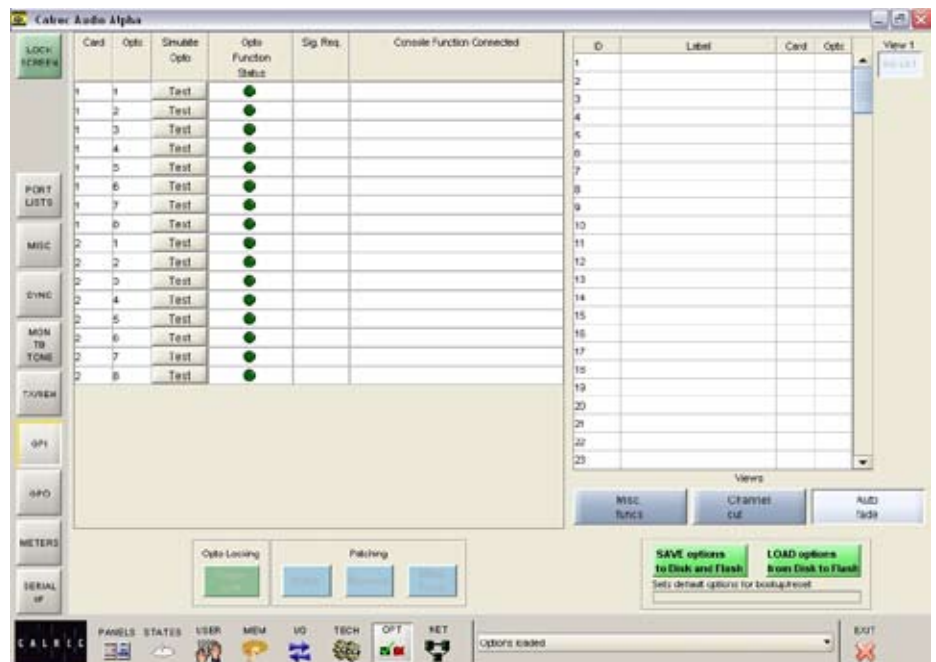 Calrec Audio Alpha
LOCK SCREEN
Card Opto Simulate Opto Opto Function Status Sig. Req. Console Function Connected
1 1 Test
1 2 Test
1 3 Test
1 4 Test
1 5 Test
1 6 Test
1 7 Test
1 8 Test
2 1 Test
2 2 Test
2 3 Test
2 4 Test
2 5 Test
2 6 Test
2 7 Test
2 8 Test
ID Label Card Opto
1
2
3
4
5
6
7
8
9
10
11
12
13
14
15
16
17
18
19
20
21
22
23
View 1
PORT LISTS
MISC
SYNC
MON TB TONE
TX/REH
GPI
GPO
METERS
SERIAL I/F
Views
Misc funcs
Channel cut
Auto fade
Opto Locking
Patching
SAVE options to Disk and Flash
LOAD options from Disk to Flash
Sets default options for bootup/reset
CALREC
PANELS STATES USER MEM I/O TECH OPT NET
Options loaded
EXIT